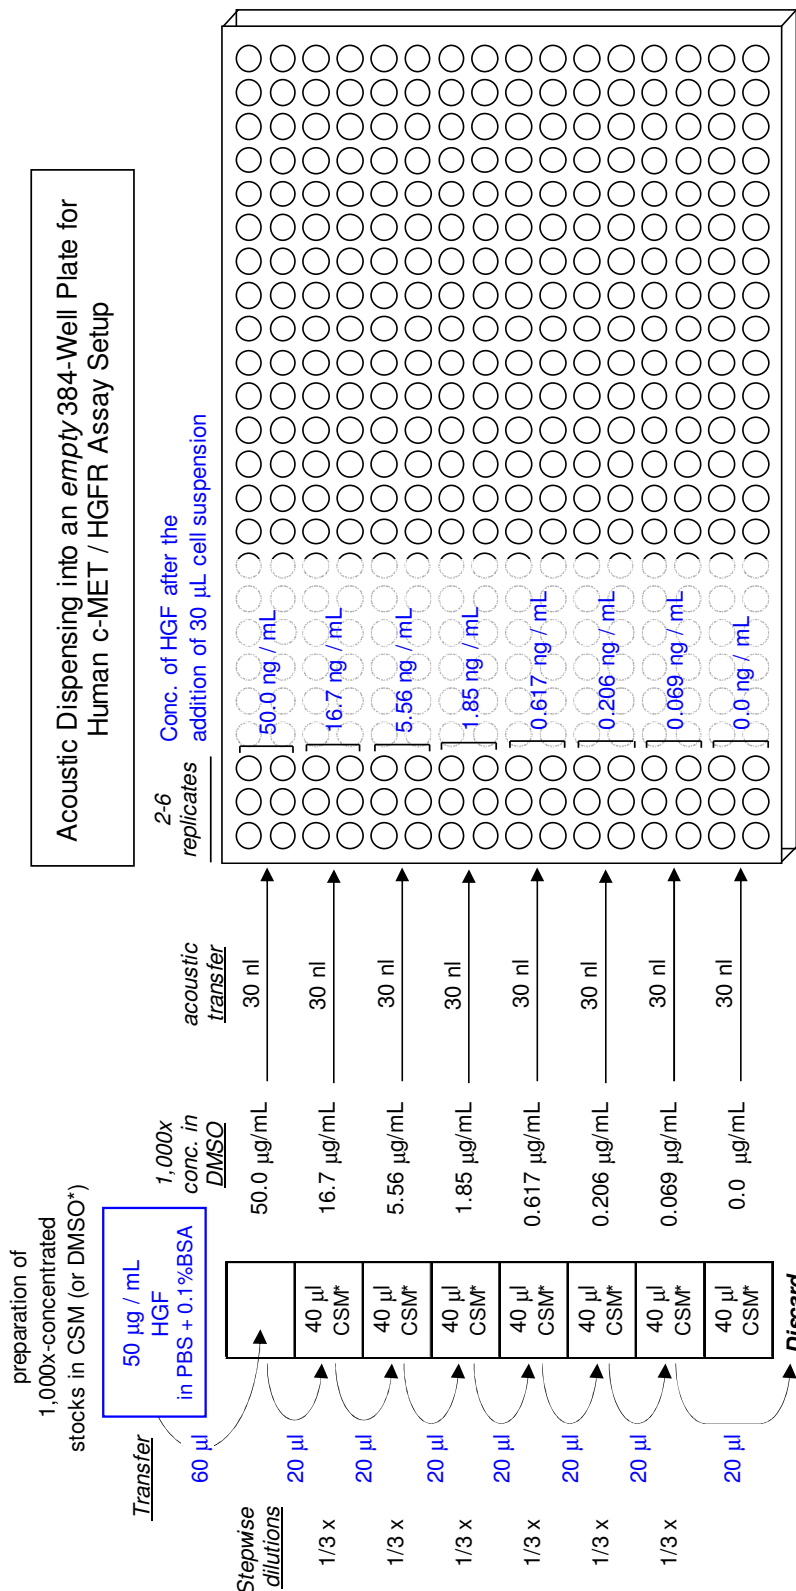 Acoustic Dispensing into an empty 384-Well Plate for
Human c-MET / HGFR Assay Setup
preparation of
1,000x-concentrated
stocks in CSM (or DMSO*)
Stepwise
dilutions
Transfer
50 μg / mL
HGF
in PBS + 0.1%BSA
1,000x
conc. in
DMSO
acoustic
transfer
2-6
replicates
Conc. of HGF after the
addition of 30 μL cell suspension
60 μl
50.0 μg/mL
30 nl
50.0 ng / mL
1/3 x
20 μl
40 μl
CSM*
16.7 μg/mL
30 nl
16.7 ng / mL
1/3 x
20 μl
40 μl
CSM*
5.56 μg/mL
30 nl
5.56 ng / mL
1/3 x
20 μl
40 μl
CSM*
1.85 μg/mL
30 nl
1.85 ng / mL
1/3 x
20 μl
40 μl
CSM*
0.617 μg/mL
30 nl
0.617 ng / mL
1/3 x
20 μl
40 μl
CSM*
0.206 μg/mL
30 nl
0.206 ng / mL
1/3 x
20 μl
40 μl
CSM*
0.069 μg/mL
30 nl
0.069 ng / mL
20 μl
40 μl
CSM*
0.0 μg/mL
30 nl
0.0 ng / mL
Discard